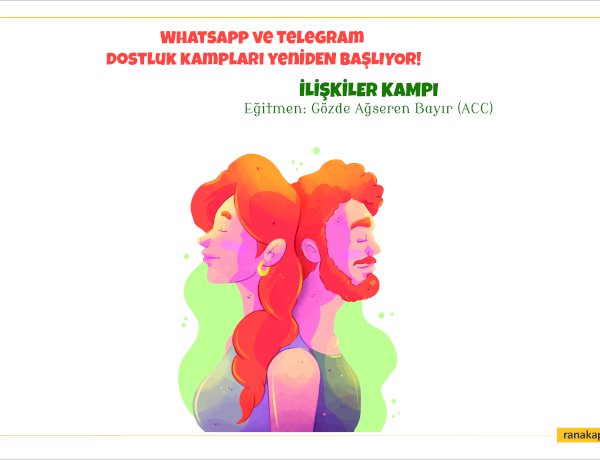 WHATSAPP VE TELEGRAM
DOSTLUK KAMPLARI YENİDEN BAŞLIYOR!
İLİŞKİLER KAMPI
Eğitmen: Gözde Ağseren Bayır (ACC)
ranakap